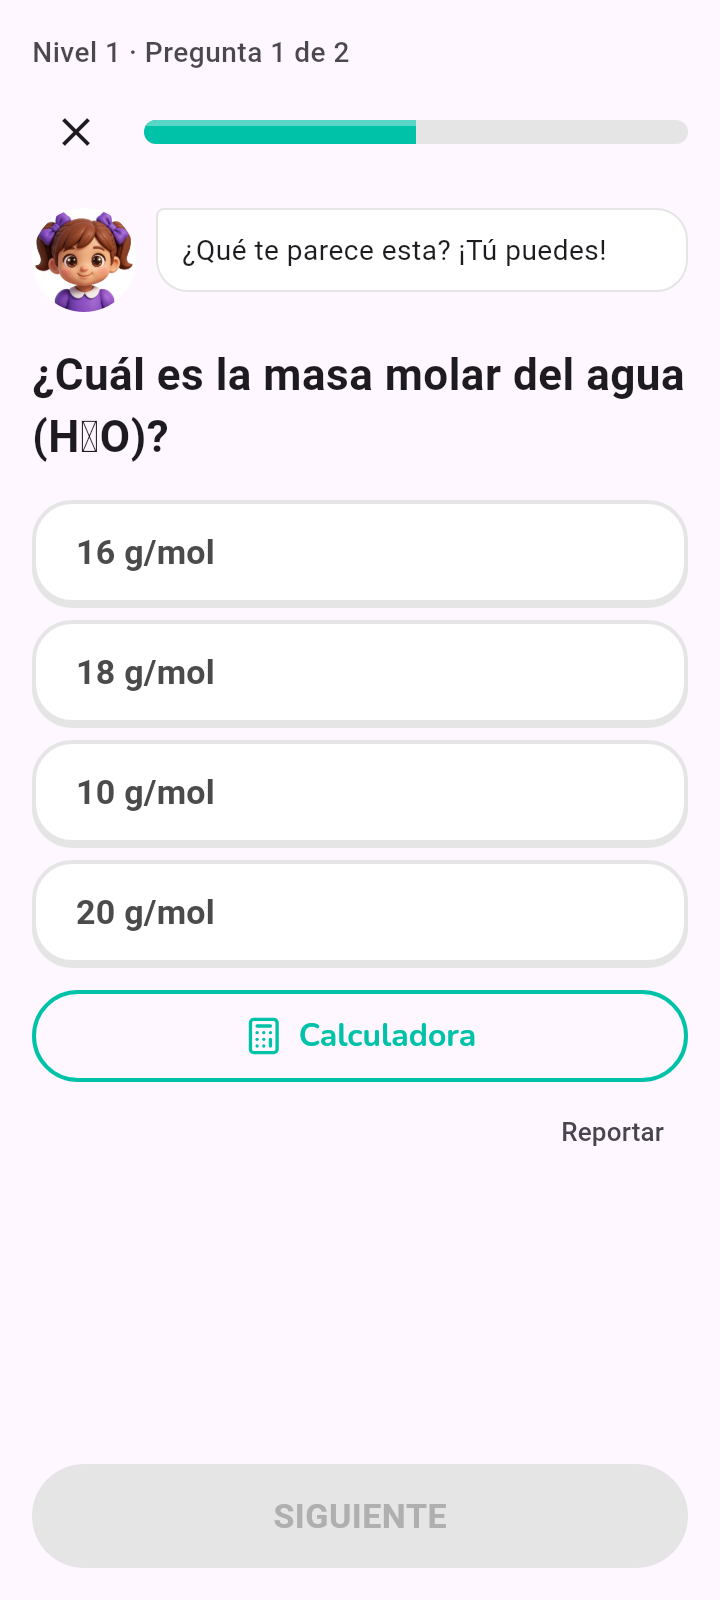 Nivel 1 · Pregunta 1 de 2
¿Qué te parece esta? ¡Tú puedes!
¿Cuál es la masa molar del agua
(H▯O)?
16 g/mol
18 g/mol
10 g/mol
20 g/mol
Calculadora
Reportar
SIGUIENTE